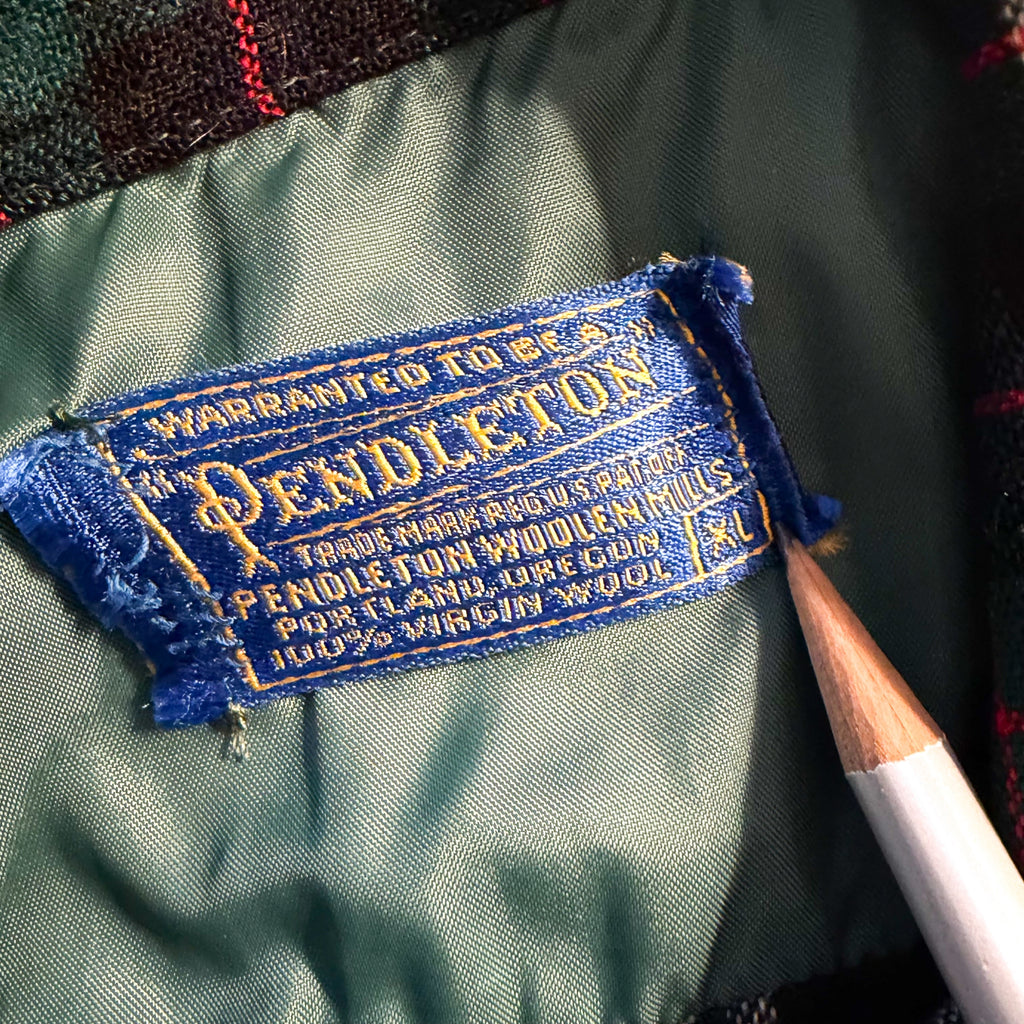 WARRANTED TO BE A
"PENDLETON"
TRADE MARK REG U.S. PAT. OFF.
PENDLETON WOOLEN MILLS
PORTLAND, OREGON
100% VIRGIN WOOL
XL